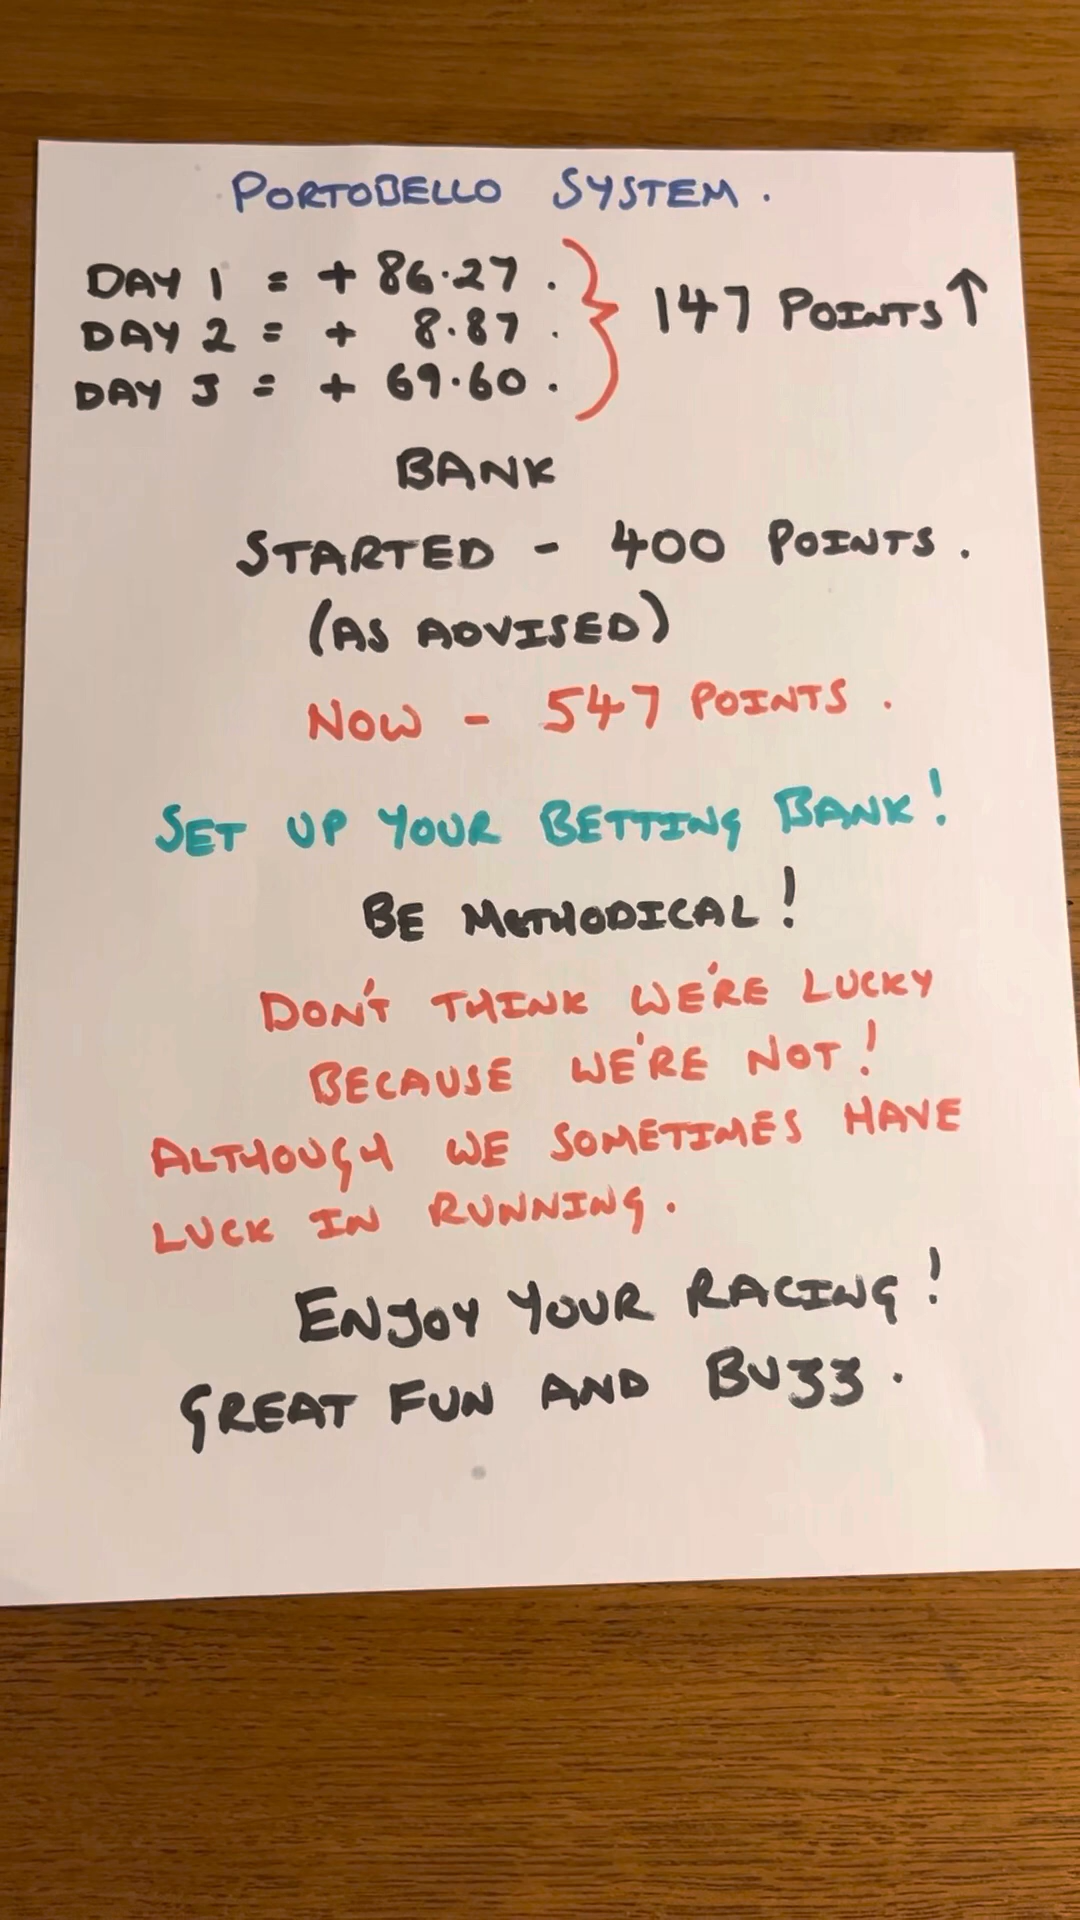 PORTOBELLO SYSTEM.
DAY 1 = + 86.27.
DAY 2 = + 8.87.
DAY 3 = + 69.60.
147 POINTS ↑
BANK
STARTED - 400 POINTS.
(AS ADVISED)
NOW - 547 POINTS.
SET UP YOUR BETTING BANK!
BE METHODICAL!
DON'T THINK WE'RE LUCKY
BECAUSE WE'RE NOT!
ALTHOUGH WE SOMETIMES HAVE
LUCK IN RUNNING.
ENJOY YOUR RACING!
GREAT FUN AND BUZZ.